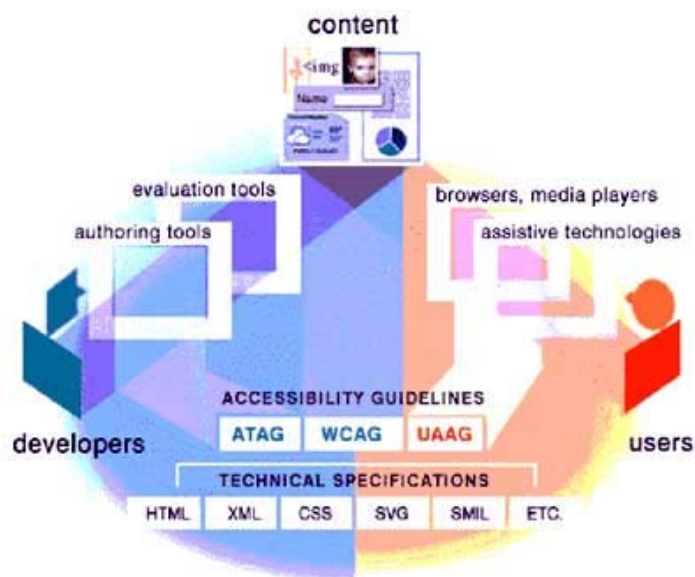 content
<img
Name
evaluation tools
authoring tools
browsers, media players
assistive technologies
developers
users
ACCESSIBILITY GUIDELINES
ATAG WCAG UAAG
TECHNICAL SPECIFICATIONS
HTML XML CSS SVG SMIL ETC.